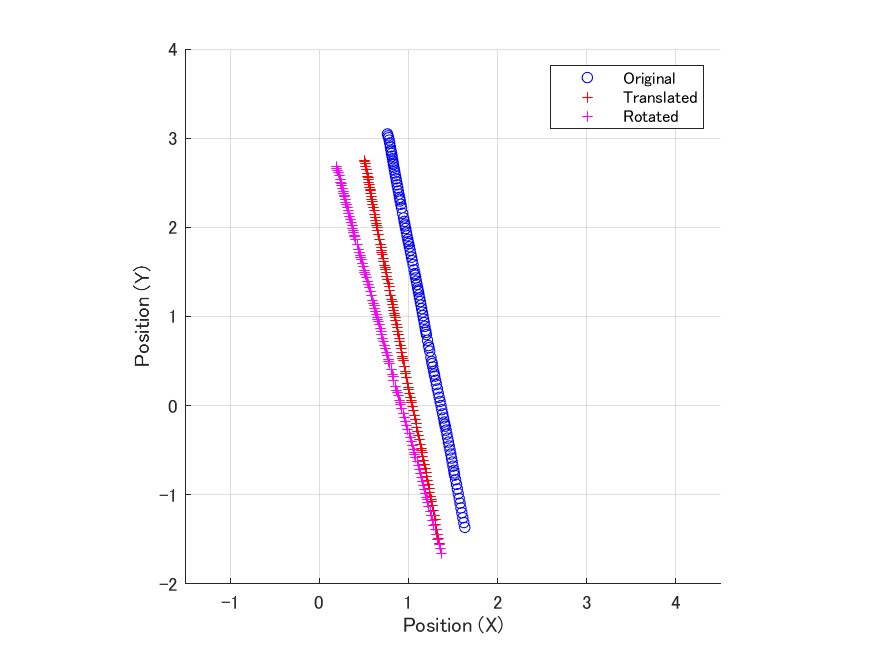 4
3
2
1
0
−1
−2
Position (Y)
Original
Translated
Rotated
−1
0
1
2
3
4
Position (X)